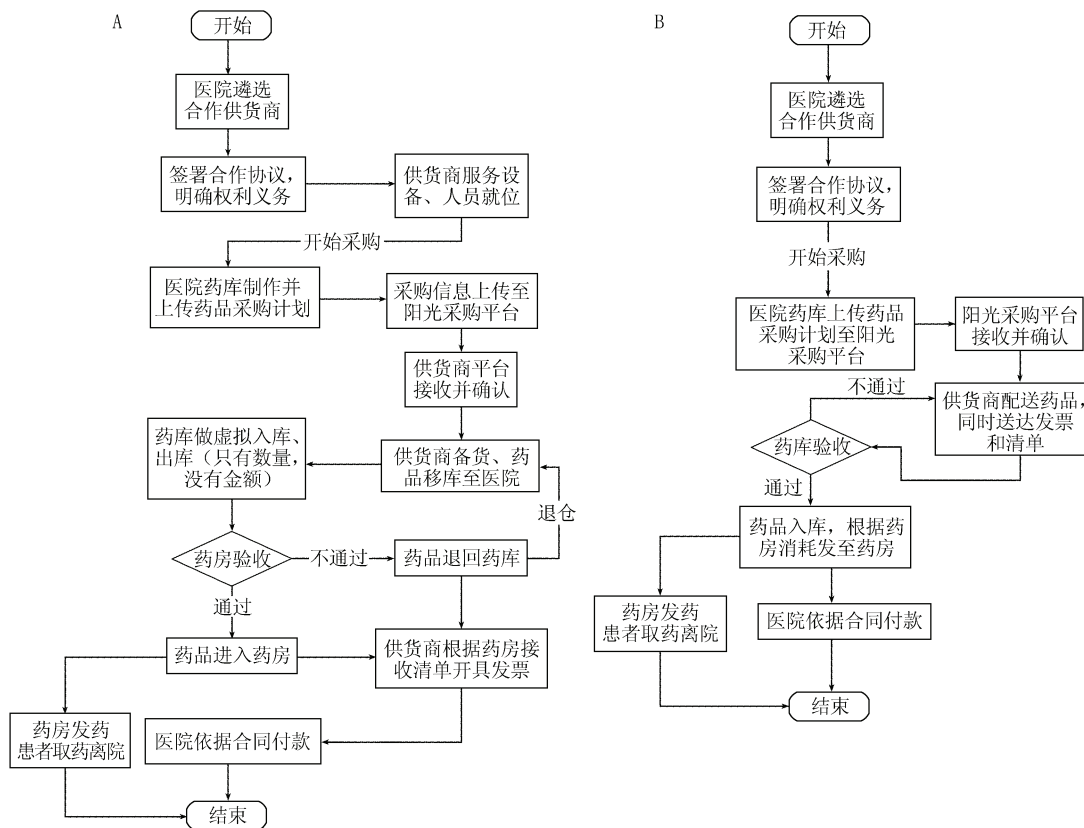 A
开始
医院遴选
合作供货商
签署合作协议，
明确权利义务
供货商服务设
备、人员就位
开始采购
医院药库制作并
上传药品采购计划
采购信息上传至
阳光采购平台
供货商平台
接收并确认
供货商备货、药
品移库至医院
药库做虚拟入库、
出库（只有数量，
没有金额）
退仓
药房验收
不通过
药品退回药库
通过
药品进入药房
供货商根据药房接
收清单开具发票
药房发药
患者取药离院
医院依据合同付款
结束
B
开始
医院遴选
合作供货商
签署合作协议，
明确权利义务
开始采购
医院药库上传药品
采购计划至阳光
采购平台
阳光采购平台
接收并确认
不通过
供货商配送药品，
同时送达发票
和清单
药库验收
通过
药品入库，根据药
房消耗发至药房
药房发药
患者取药离院
医院依据合同付款
结束